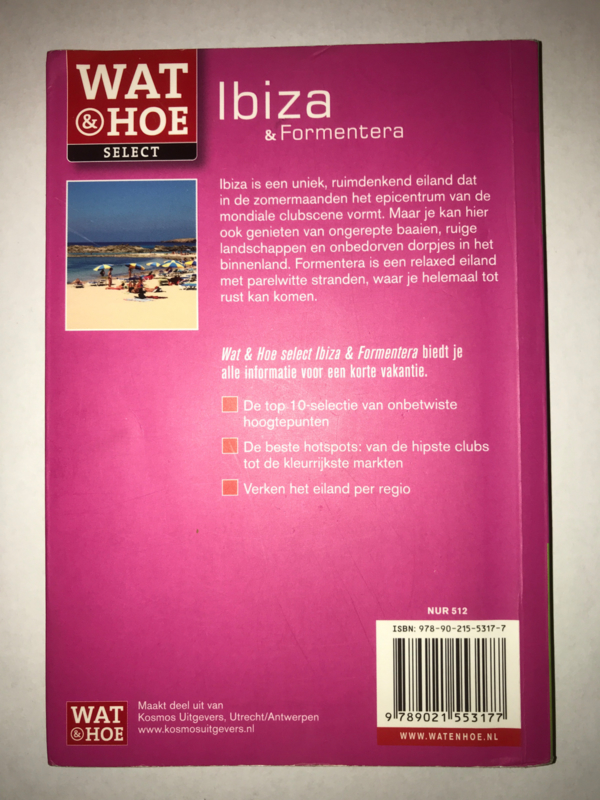 WAT
& HOE
SELECT
Ibiza
& Formentera
Ibiza is een uniek, ruimdenkend eiland dat
in de zomermaanden het epicentrum van de
mondiale clubscene vormt. Maar je kan hier
ook genieten van ongerepte baaien, ruige
landschappen en onbedorven dorpjes in het
binnenland. Formentera is een relaxed eiland
met parelwitte stranden, waar je helemaal tot
rust kan komen.
Wat & Hoe select Ibiza & Formentera biedt je
alle informatie voor een korte vakantie.
De top 10-selectie van onbetwiste
hoogtepunten
De beste hotspots: van de hipste clubs
tot de kleurrijkste markten
Verken het eiland per regio
NUR 512
ISBN: 978-90-215-5317-7
9 789021 553177
WWW.WATENHOE.NL
WAT
& HOE
Maakt deel uit van
Kosmos Uitgevers, Utrecht/Antwerpen
www.kosmosuitgevers.nl